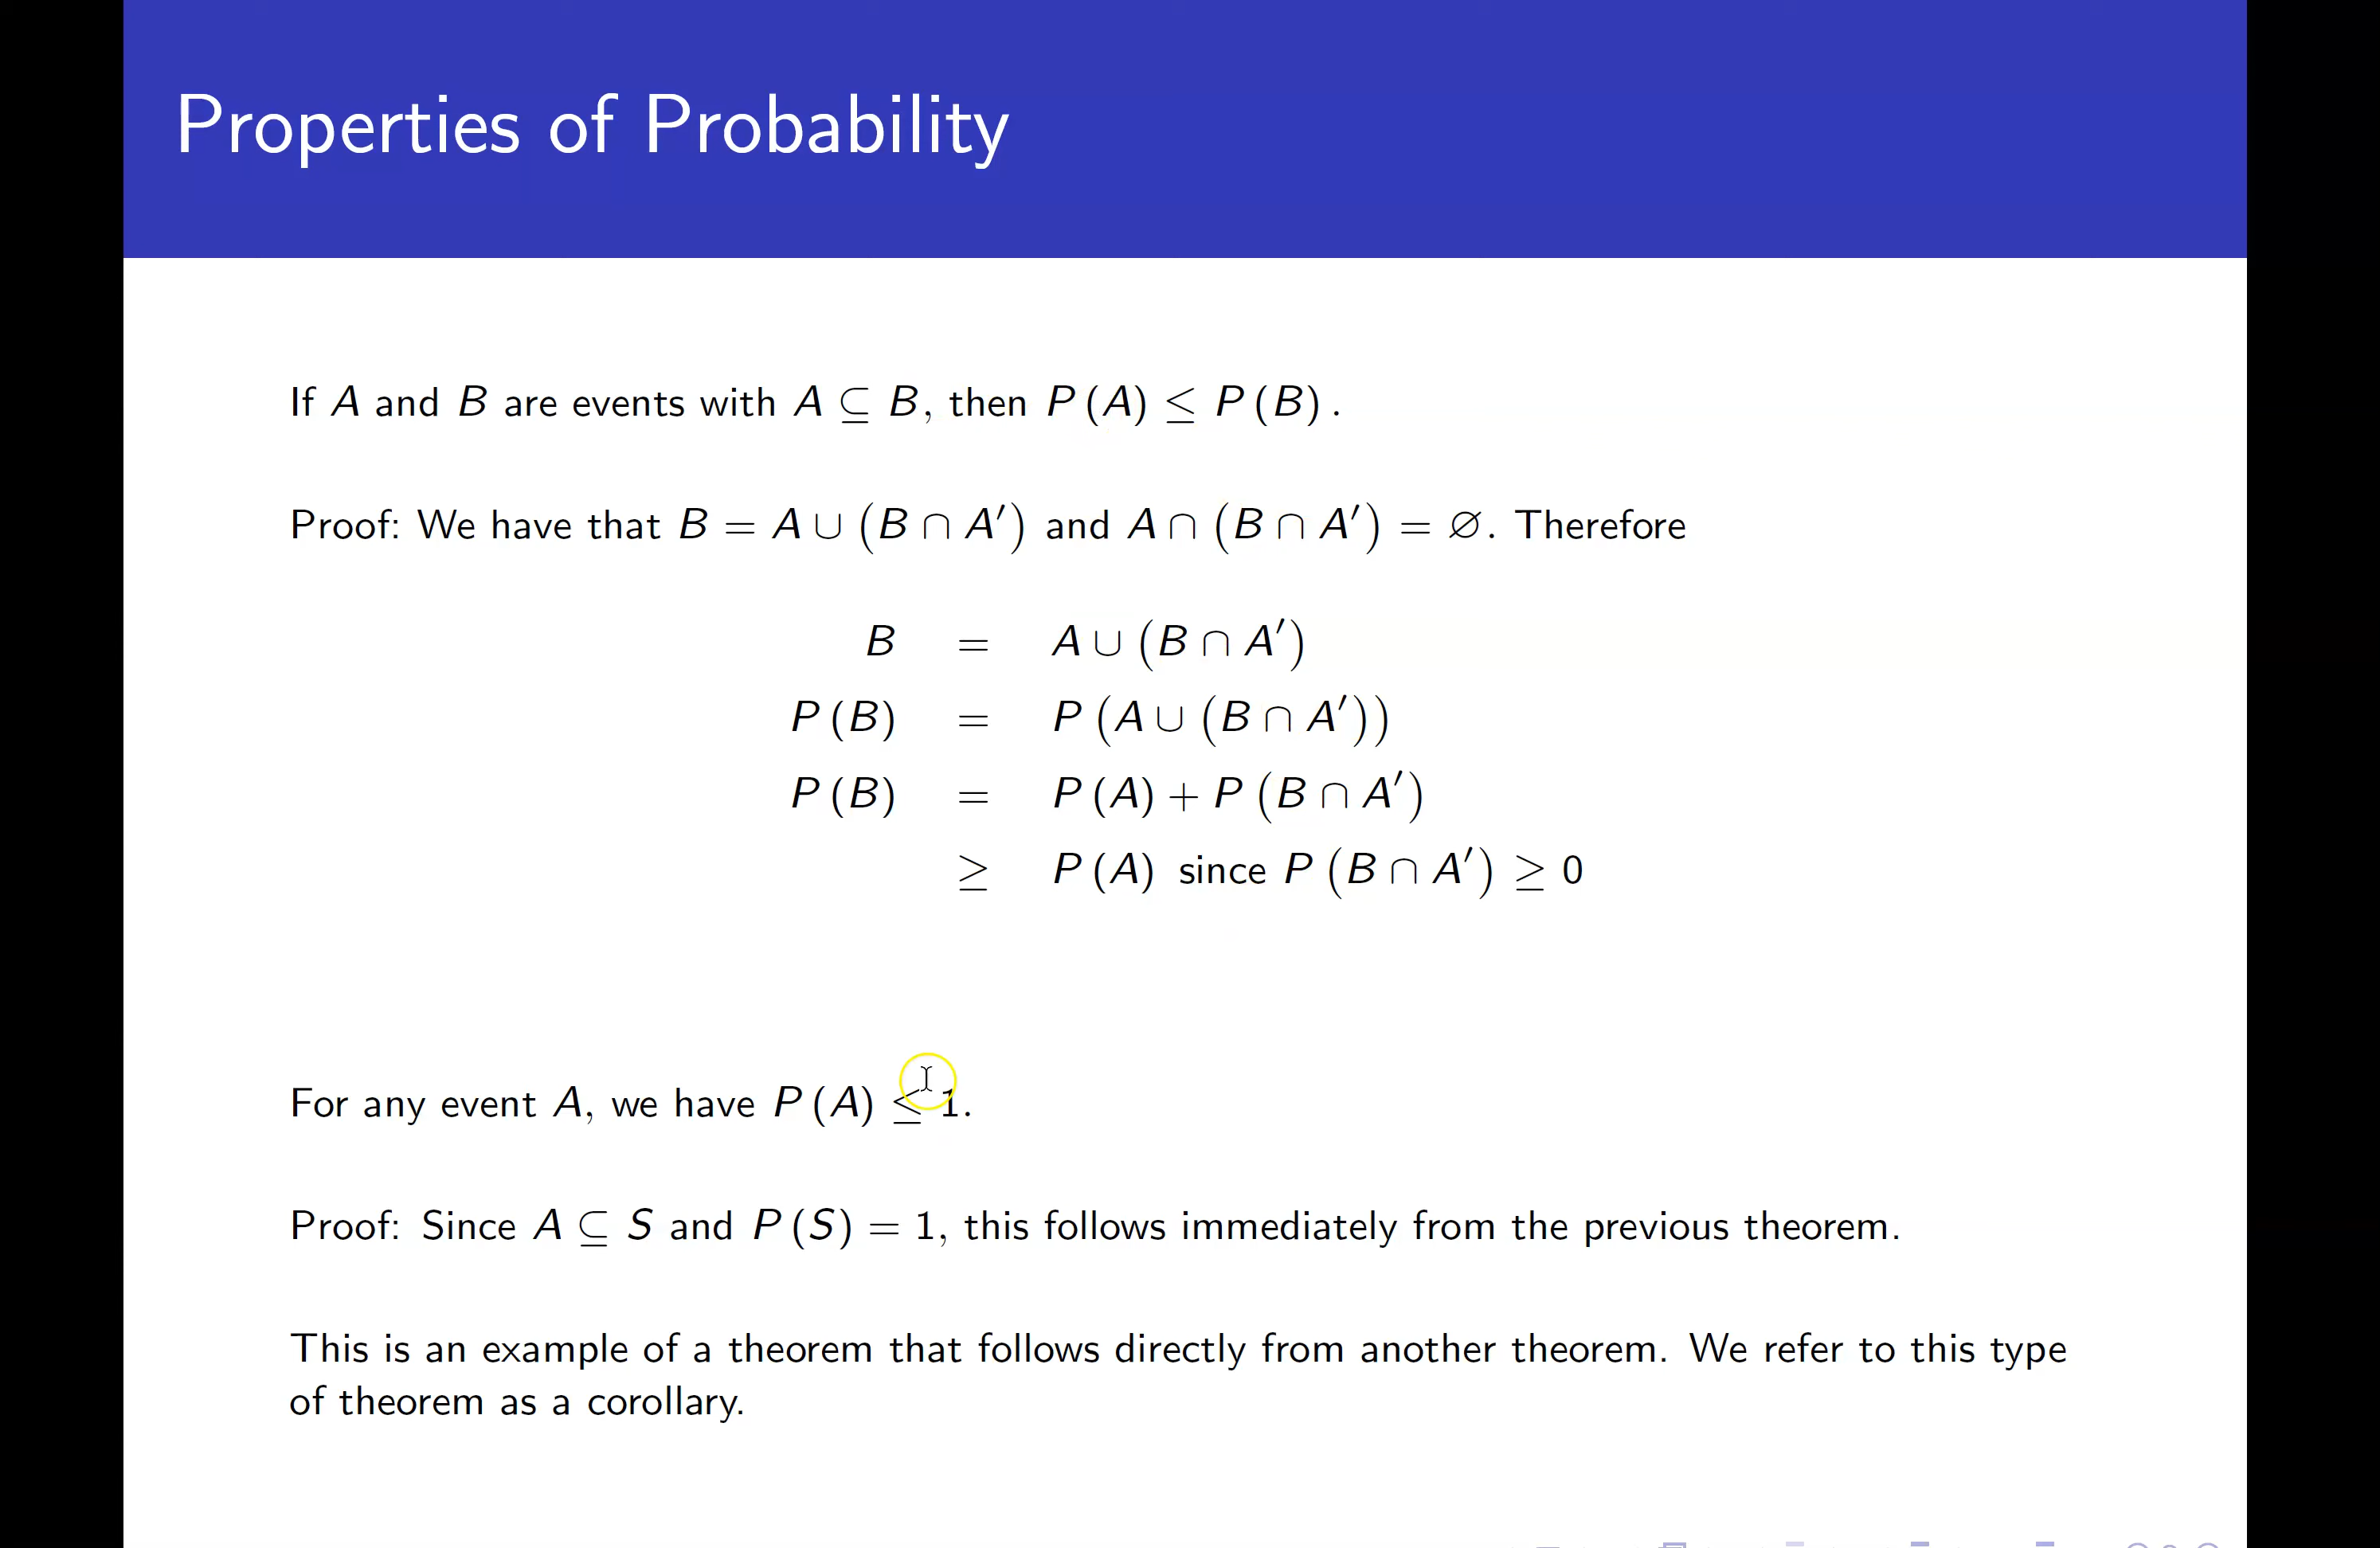 Properties of Probability
If A and B are events with A ⊆ B, then P (A) ≤ P (B) .
Proof: We have that B = A ∪ (B ∩ A′) and A ∩ (B ∩ A′) = ∅. Therefore
B = A ∪ (B ∩ A′)
P (B) = P (A ∪ (B ∩ A′))
P (B) = P (A) + P (B ∩ A′)
≥ P (A) since P (B ∩ A′) ≥ 0
For any event A, we have P (A) ≤ 1.
Proof: Since A ⊆ S and P (S) = 1, this follows immediately from the previous theorem.
This is an example of a theorem that follows directly from another theorem. We refer to this type
of theorem as a corollary.